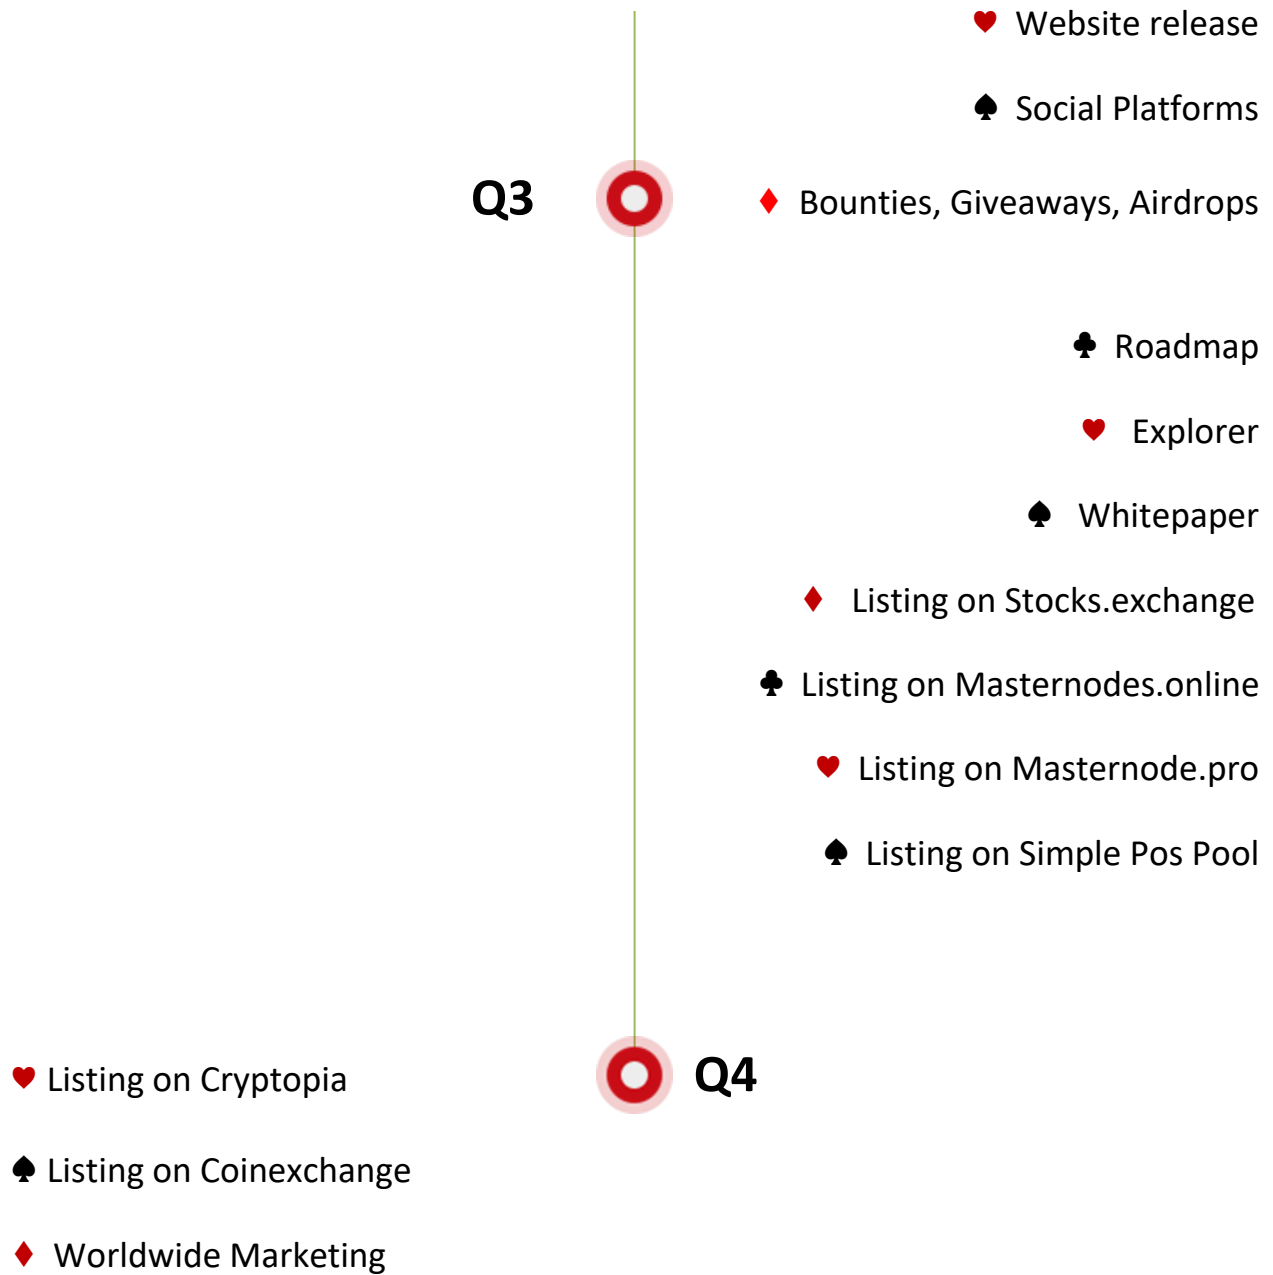 ♥ Website release
♠ Social Platforms
Q3
♦ Bounties, Giveaways, Airdrops
♣ Roadmap
♥ Explorer
♠ Whitepaper
♦ Listing on Stocks.exchange
♣ Listing on Masternodes.online
♥ Listing on Masternode.pro
♠ Listing on Simple Pos Pool
Q4
♥ Listing on Cryptopia
♠ Listing on Coinexchange
♦ Worldwide Marketing